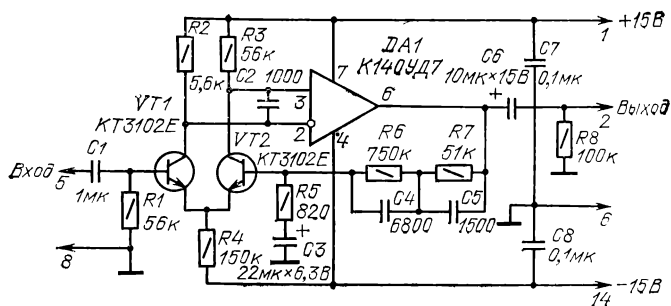 R2
5,6к
R3
56к
C2
1000
DA1
К140УД7
7
3
2
4
6
C6
10мк×15В
+
C7
0,1мк
1
+15В
2
Выход
R8
100к
VT1
КТ3102Е
VT2
КТ3102Е
R6
750к
R7
51к
C4
6800
C5
1500
Вход
5
C1
1мк
R1
56к
8
R5
820
+
C3
22мк×6,3В
R4
150к
6
C8
0,1мк
14
-15В